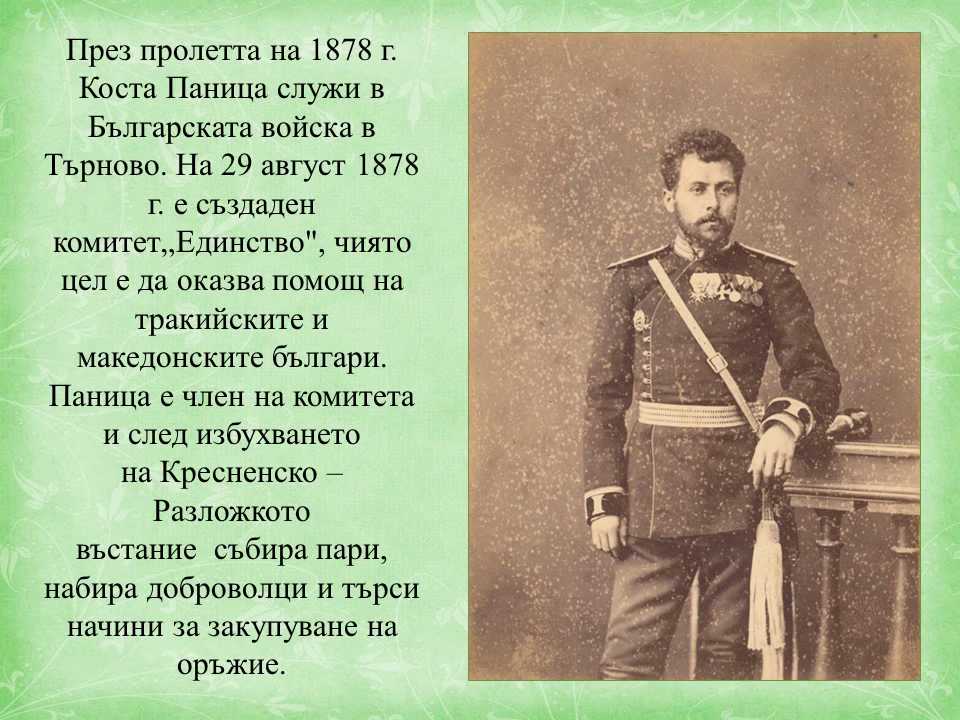 През пролетта на 1878 г.
Коста Паница служи в
Българската войска в
Търново. На 29 август 1878
г. е създаден
комитет„Единство", чиято
цел е да оказва помощ на
тракийските и
македонските българи.
Паница е член на комитета
и след избухването
на Кресненско –
Разложкото
въстание  събира пари,
набира доброволци и търси
начини за закупуване на
оръжие.